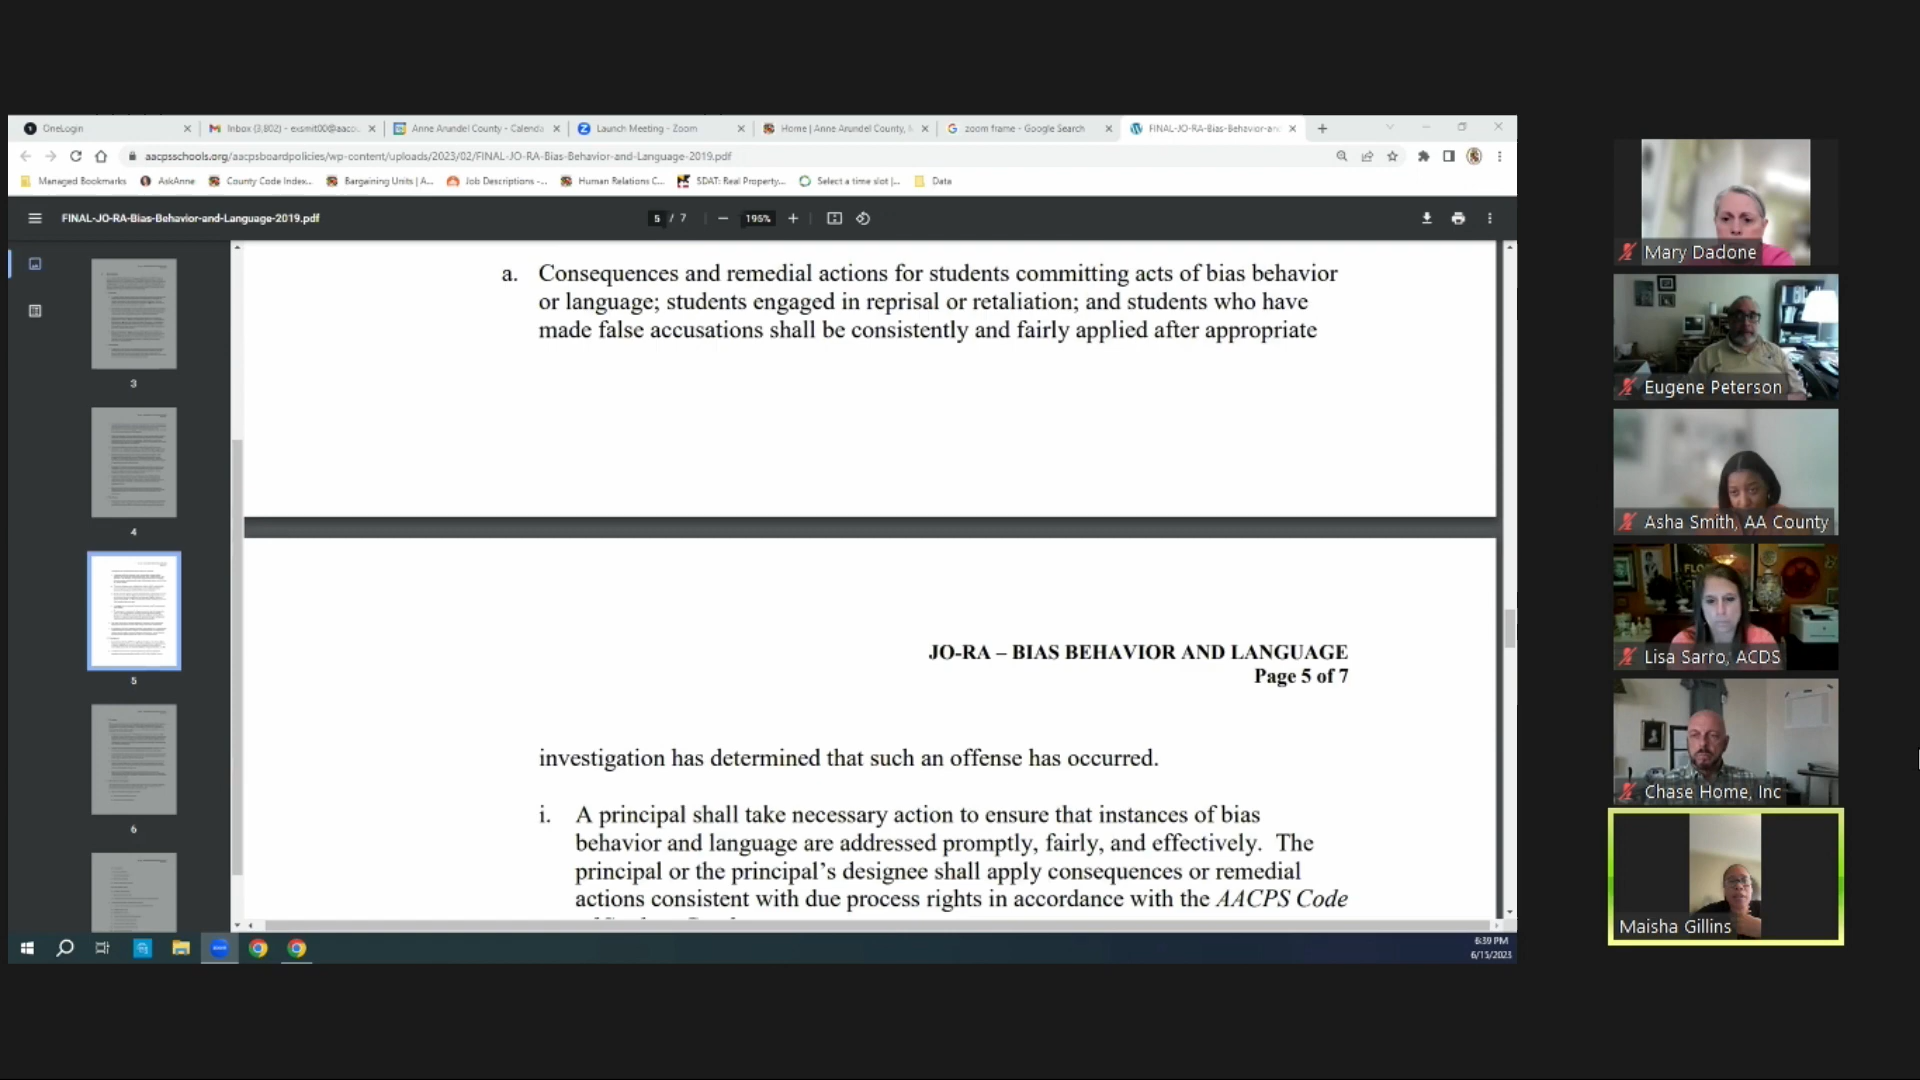 OneLogin
Inbox (3,802) - exsmit00@aaco
Anne Arundel County - Calenda
Launch Meeting - Zoom
Home | Anne Arundel County,
zoom frame - Google Search
FINAL-JO-RA-Bias-Behavior-an
aacpsschools.org/aacpsboardpolicies/wp-content/uploads/2023/02/FINAL-JO-RA-Bias-Behavior-and-Language-2019.pdf
Managed Bookmarks
AskAnne
County Code Index...
Bargaining Units | A...
Job Descriptions -...
Human Relations C...
SDAT: Real Property...
Select a time slot |...
Data
FINAL-JO-RA-Bias-Behavior-and-Language-2019.pdf
5 / 7
195%
3
4
5
6
a. Consequences and remedial actions for students committing acts of bias behavior
or language; students engaged in reprisal or retaliation; and students who have
made false accusations shall be consistently and fairly applied after appropriate
JO-RA – BIAS BEHAVIOR AND LANGUAGE
Page 5 of 7
investigation has determined that such an offense has occurred.
i. A principal shall take necessary action to ensure that instances of bias
behavior and language are addressed promptly, fairly, and effectively. The
principal or the principal's designee shall apply consequences or remedial
actions consistent with due process rights in accordance with the AACPS Code
6:39 PM
6/15/2023
Mary Dadone
Eugene Peterson
Asha Smith, AA County
Lisa Sarro, ACDS
Chase Home, Inc
Maisha Gillins